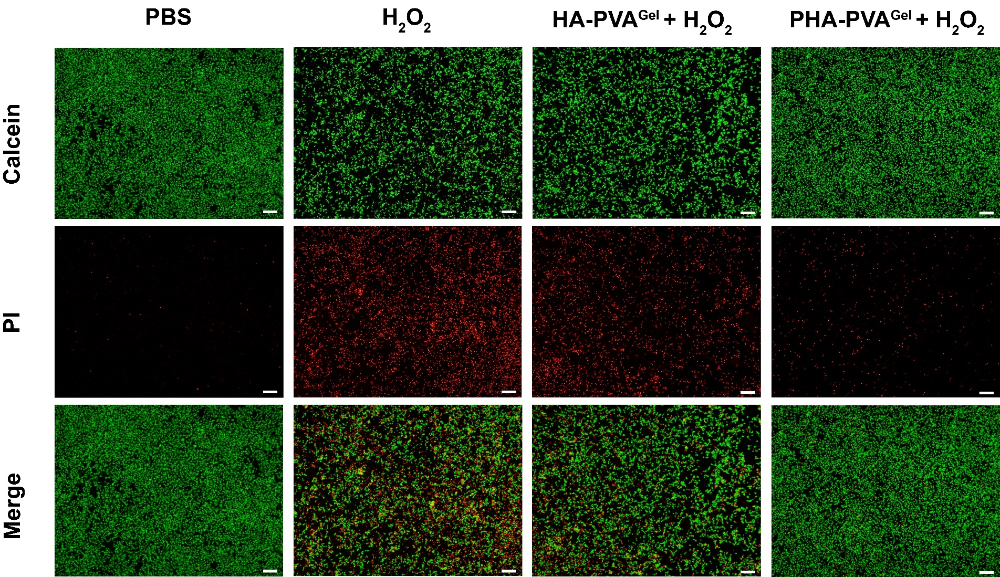 PBS
H₂O₂
HA-PVAᴳᵉˡ + H₂O₂
PHA-PVAᴳᵉˡ + H₂O₂
Calcein
PI
Merge